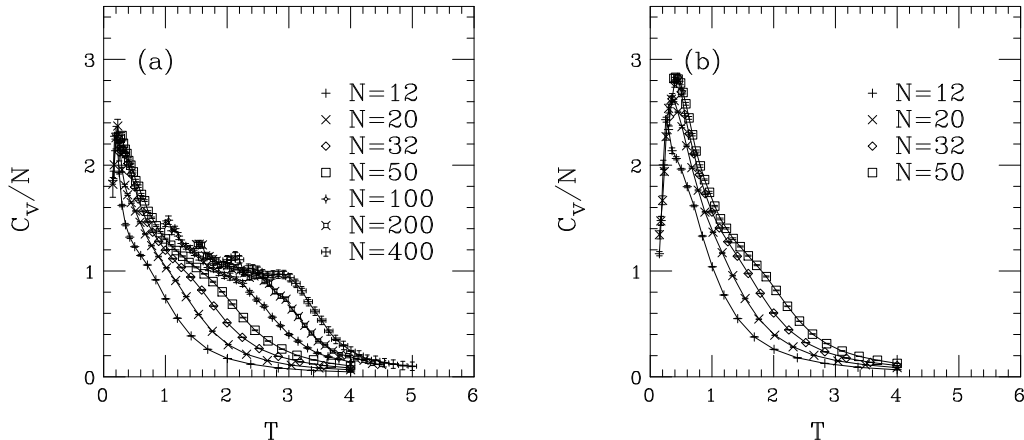 (a)
N=12
N=20
N=32
N=50
N=100
N=200
N=400
C_V/N
T
0
1
2
3
0 1 2 3 4 5 6
(b)
N=12
N=20
N=32
N=50
C_V/N
T
0
1
2
3
0 1 2 3 4 5 6